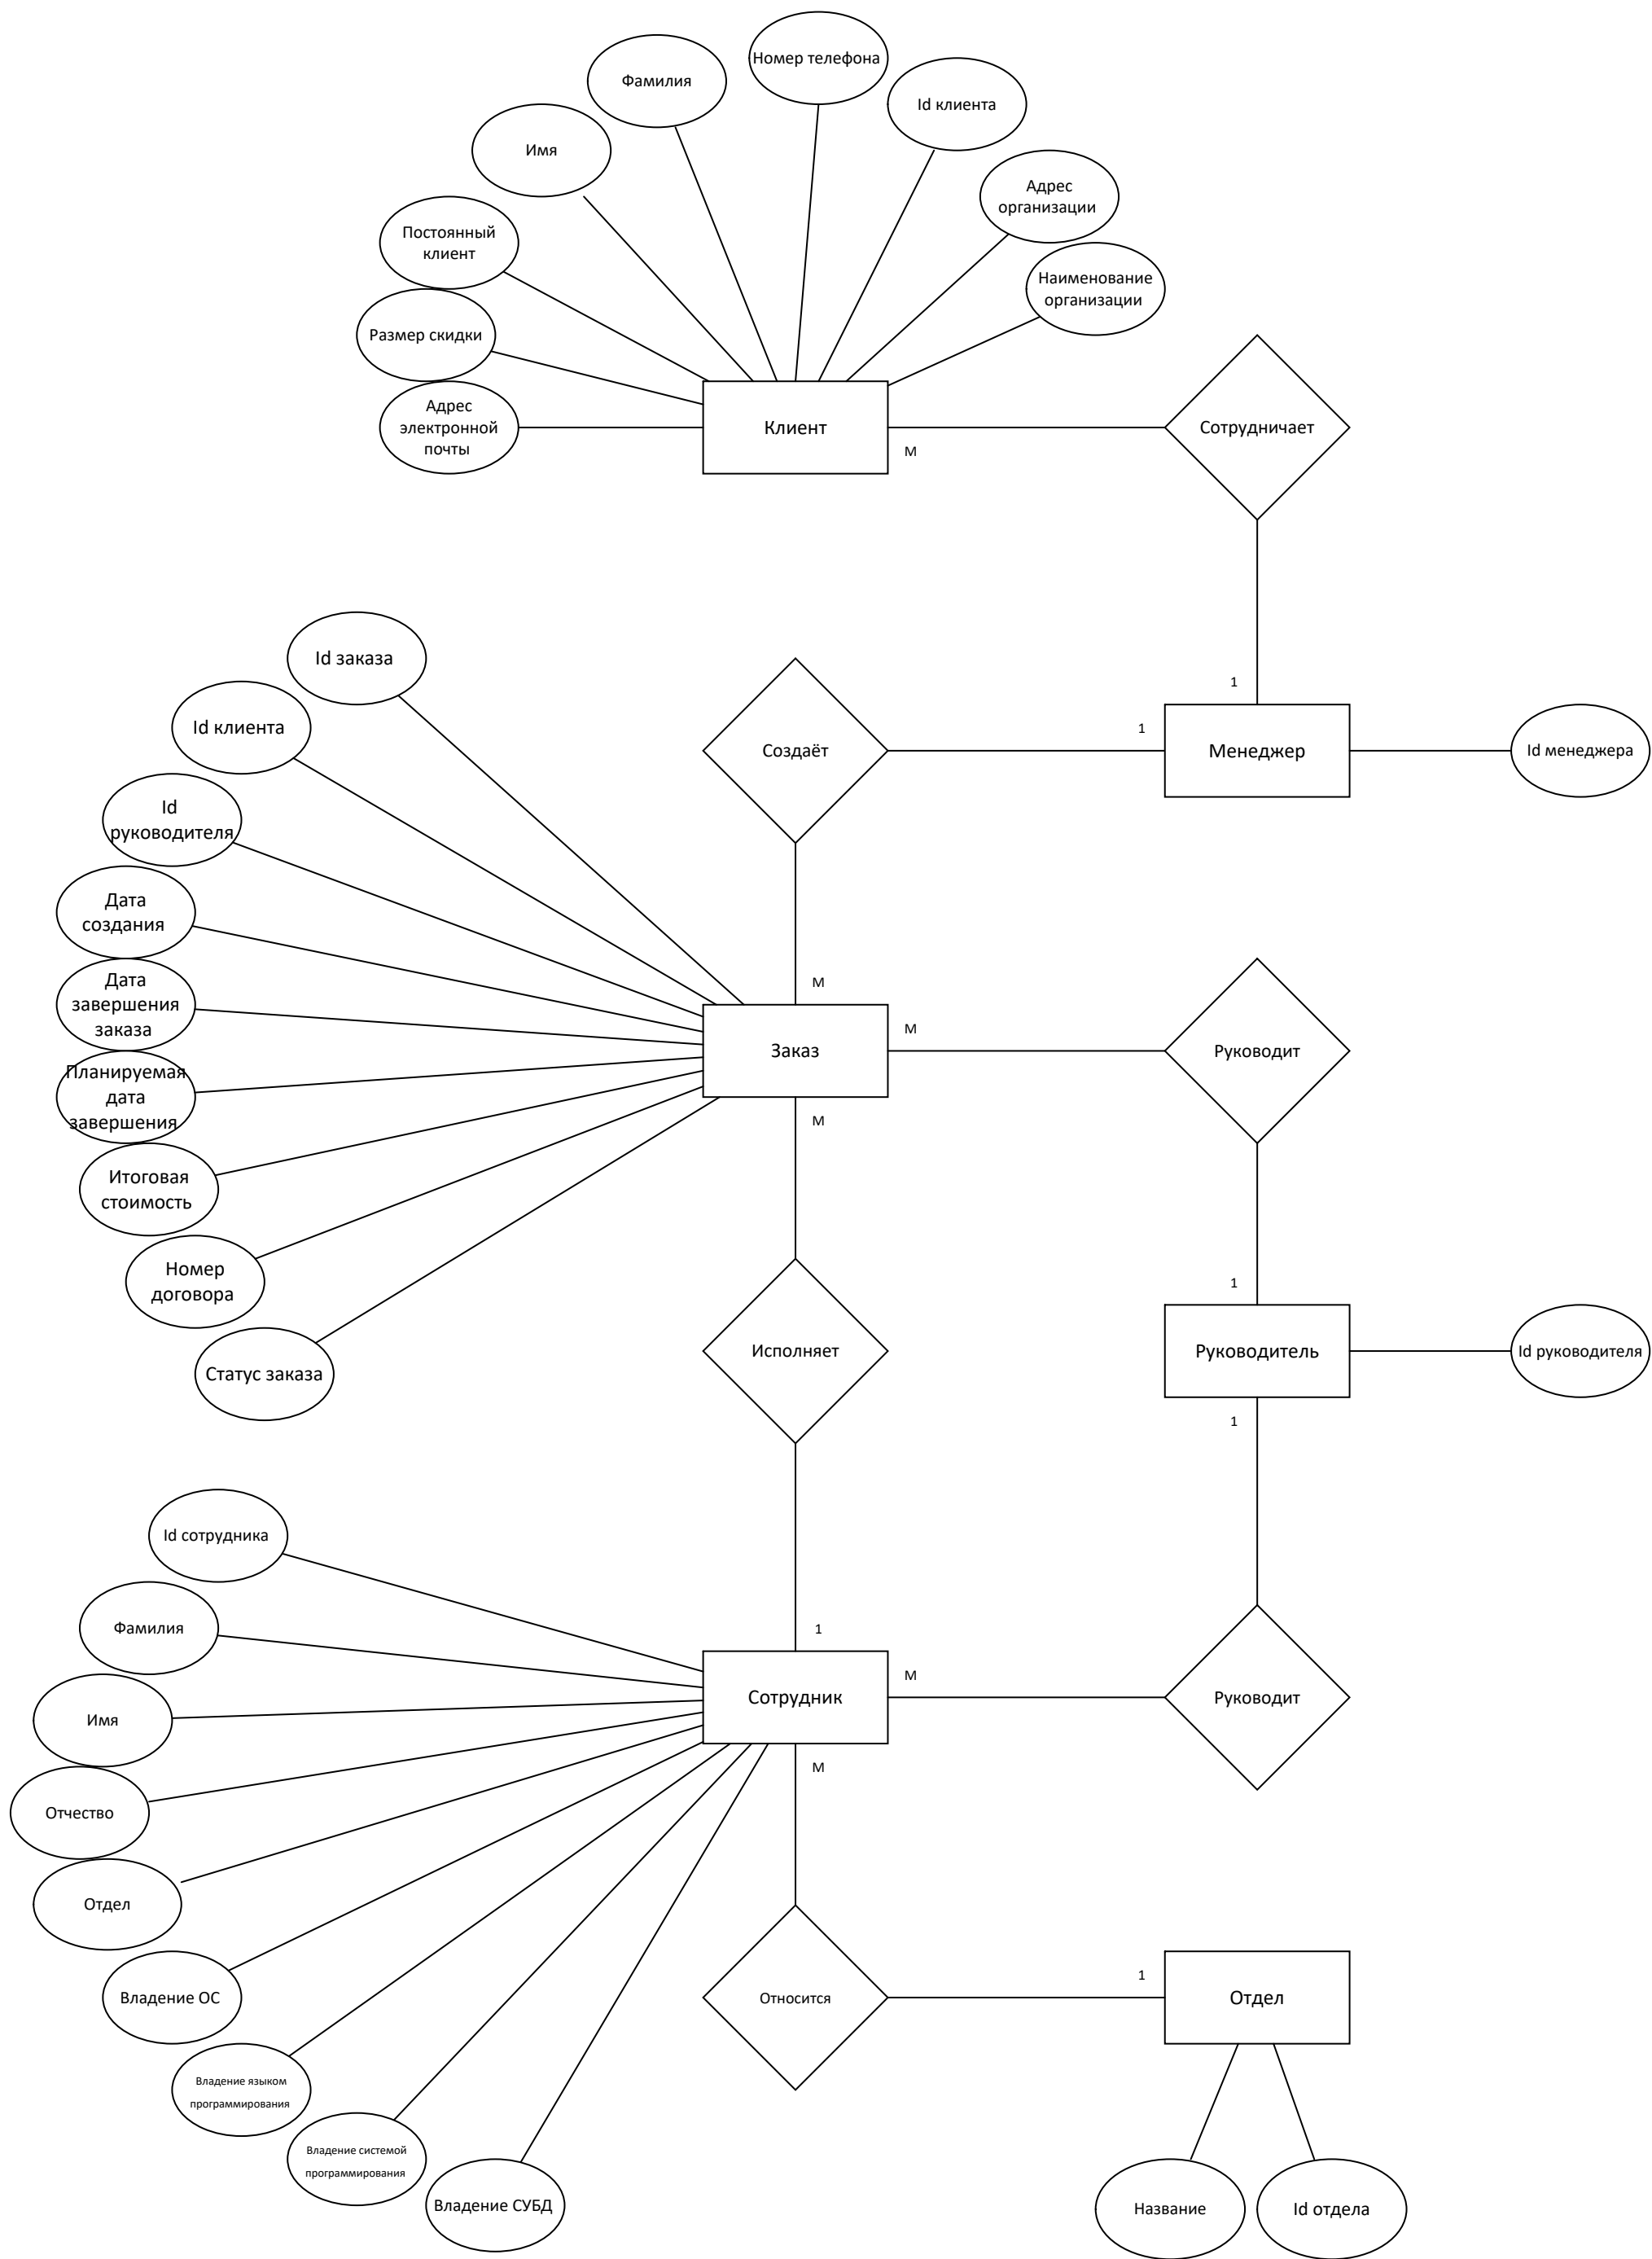 Номер телефона
Фамилия
Id клиента
Имя
Адрес
организации
Постоянный
клиент
Наименование
организации
Размер скидки
Адрес
электронной
почты
Клиент
М
Сотрудничает
Id заказа
1
Id клиента
Создаёт
1
Менеджер
Id менеджера
Id
руководителя
Дата
создания
Дата
завершения
заказа
М
Заказ
М
Руководит
Планируемая
дата
завершения
М
Итоговая
стоимость
Номер
договора
1
Статус заказа
Исполняет
Руководитель
Id руководителя
1
Id сотрудника
Фамилия
1
Имя
Сотрудник
М
Руководит
М
Отчество
Отдел
Владение ОС
Относится
1
Отдел
Владение языком
программирования
Владение системой
программирования
Владение СУБД
Название
Id отдела